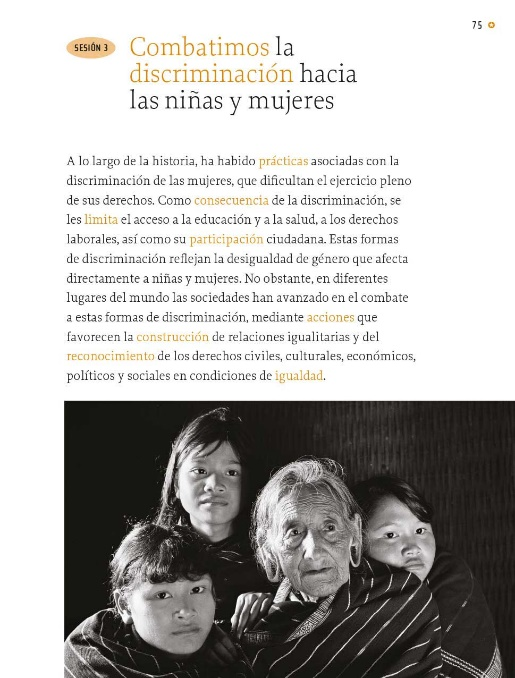 75
SESIÓN 3
Combatimos la
discriminación hacia
las niñas y mujeres
A lo largo de la historia, ha habido prácticas asociadas con la
discriminación de las mujeres, que dificultan el ejercicio pleno
de sus derechos. Como consecuencia de la discriminación, se
les limita el acceso a la educación y a la salud, a los derechos
laborales, así como su participación ciudadana. Estas formas
de discriminación reflejan la desigualdad de género que afecta
directamente a niñas y mujeres. No obstante, en diferentes
lugares del mundo las sociedades han avanzado en el combate
a estas formas de discriminación, mediante acciones que
favorecen la construcción de relaciones igualitarias y del
reconocimiento de los derechos civiles, culturales, económicos,
políticos y sociales en condiciones de igualdad.